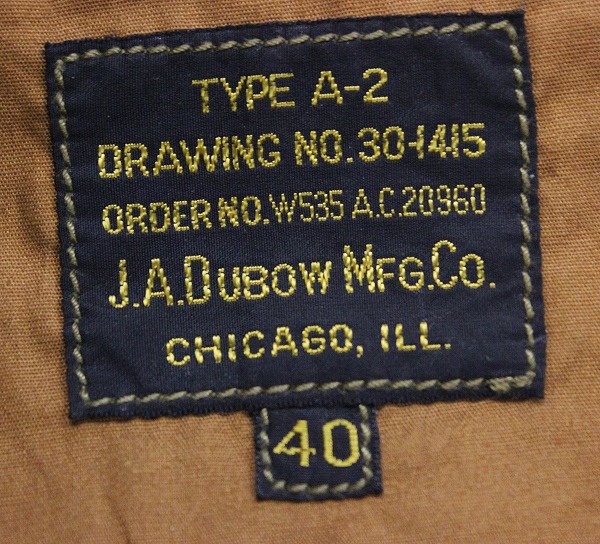 TYPE A-2
DRAWING NO.30-1415
ORDER NO.W535 A.C.20960
J.A.DUBOW MFG.CO.
CHICAGO, ILL.
40